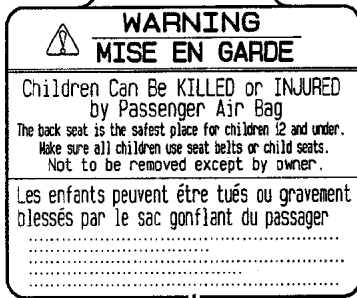 WARNING
MISE EN GARDE
Children Can Be KILLED or INJURED
by Passenger Air Bag
The back seat is the safest place for children 12 and under.
Make sure all children use seat belts or child seats.
Not to be removed except by owner.
Les enfants peuvent étre tués ou gravement
blessés par le sac gonflant du passager